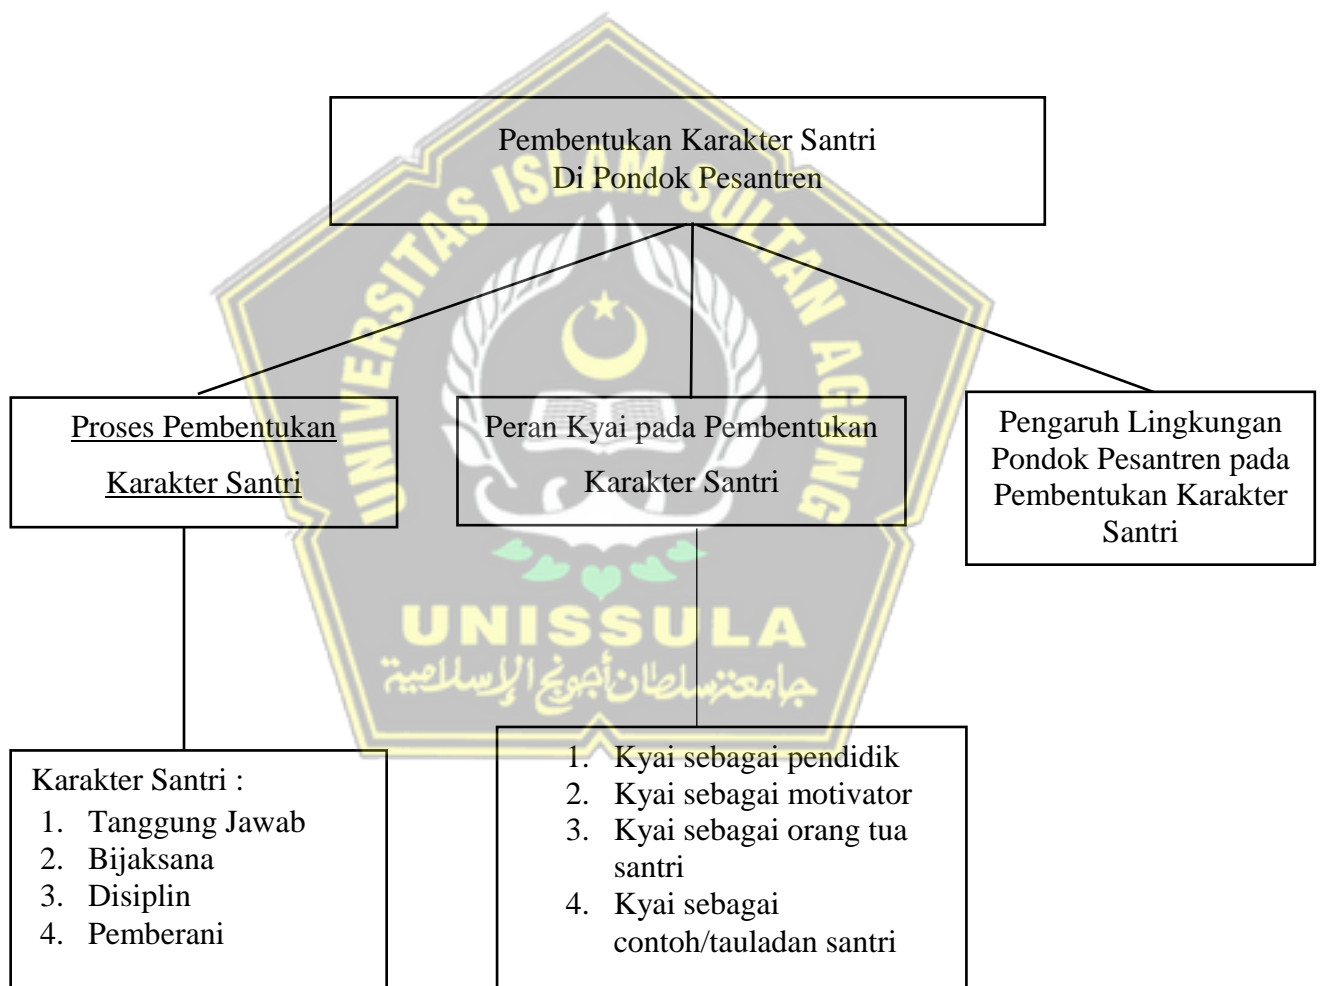 Pembentukan Karakter Santri
Di Pondok Pesantren
Proses Pembentukan
Karakter Santri
Peran Kyai pada Pembentukan
Karakter Santri
Pengaruh Lingkungan
Pondok Pesantren pada
Pembentukan Karakter
Santri
Karakter Santri :
1. Tanggung Jawab
2. Bijaksana
3. Disiplin
4. Pemberani
1. Kyai sebagai pendidik
2. Kyai sebagai motivator
3. Kyai sebagai orang tua
santri
4. Kyai sebagai
contoh/tauladan santri
UNIVERSITAS ISLAM SULTAN AGUNG
UNISSULA
جامعة سلطان أجونج الإسلامية